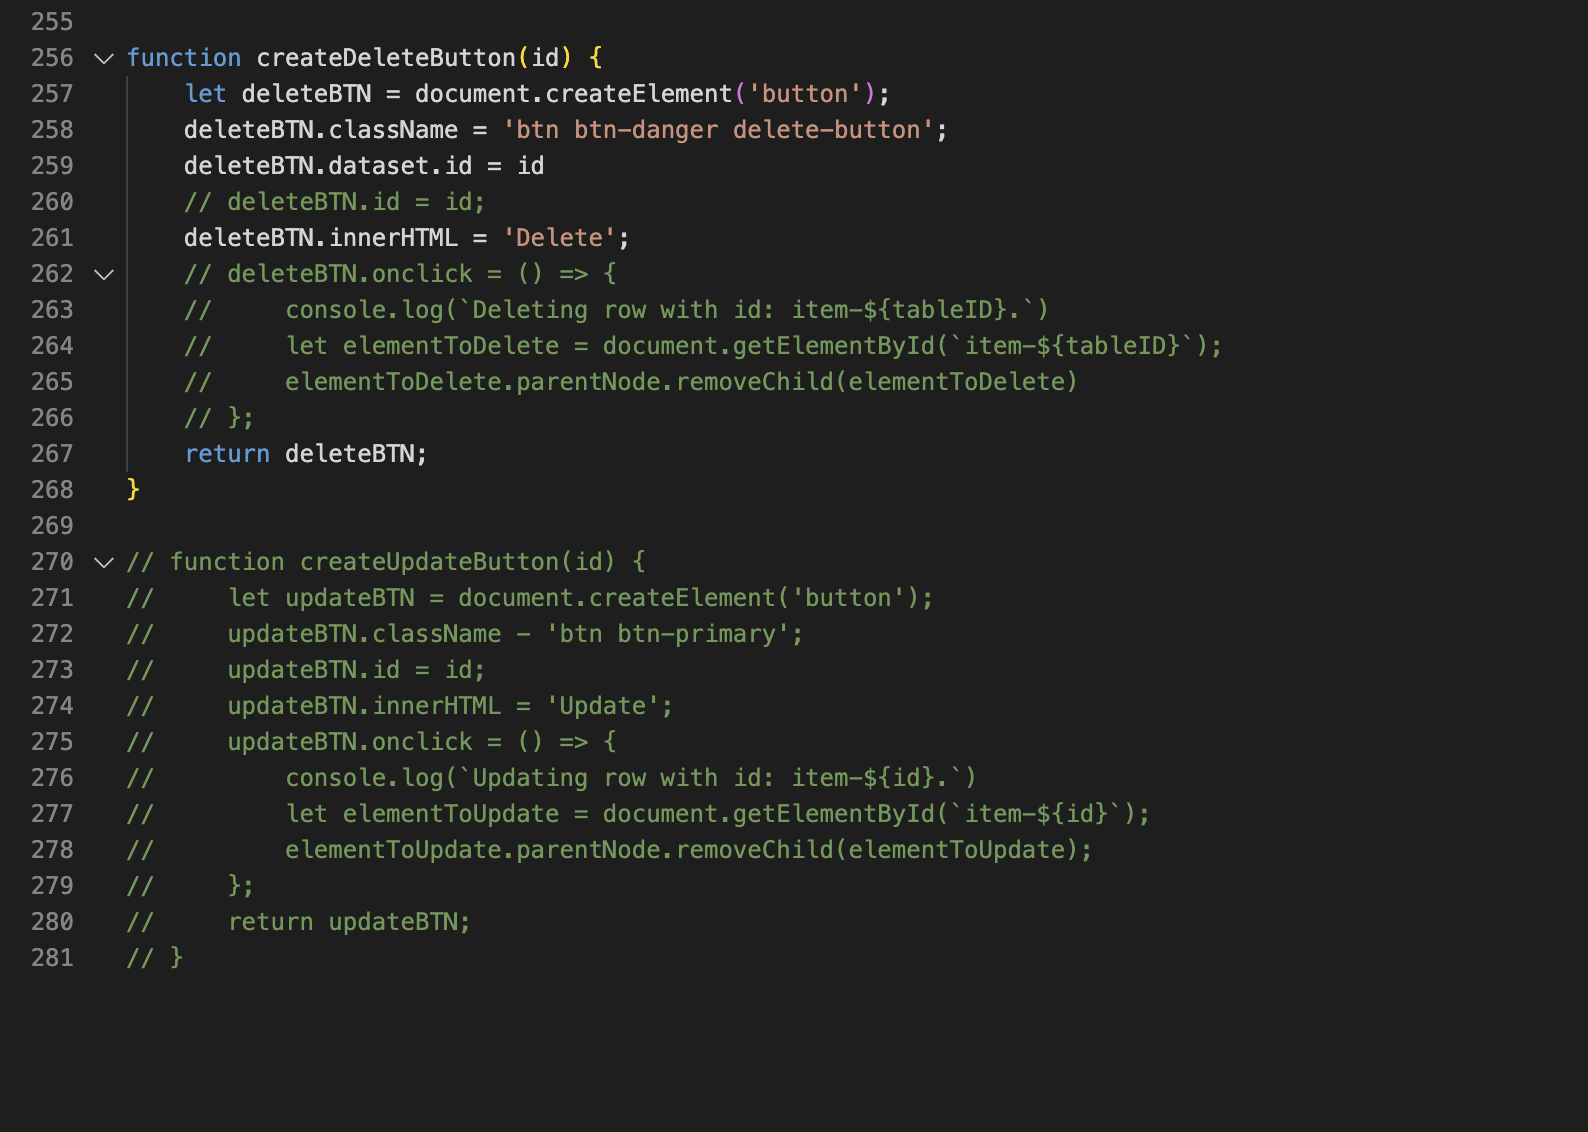 255
256 function createDeleteButton(id) {
257     let deleteBTN = document.createElement('button');
258     deleteBTN.className = 'btn btn-danger delete-button';
259     deleteBTN.dataset.id = id
260     // deleteBTN.id = id;
261     deleteBTN.innerHTML = 'Delete';
262     // deleteBTN.onclick = () => {
263     //     console.log(`Deleting row with id: item-${tableID}.`)
264     //     let elementToDelete = document.getElementById(`item-${tableID}`);
265     //     elementToDelete.parentNode.removeChild(elementToDelete)
266     // };
267     return deleteBTN;
268 }
269
270 // function createUpdateButton(id) {
271 //     let updateBTN = document.createElement('button');
272 //     updateBTN.className - 'btn btn-primary';
273 //     updateBTN.id = id;
274 //     updateBTN.innerHTML = 'Update';
275 //     updateBTN.onclick = () => {
276 //         console.log(`Updating row with id: item-${id}.`)
277 //         let elementToUpdate = document.getElementById(`item-${id}`);
278 //         elementToUpdate.parentNode.removeChild(elementToUpdate);
279 //     };
280 //     return updateBTN;
281 // }